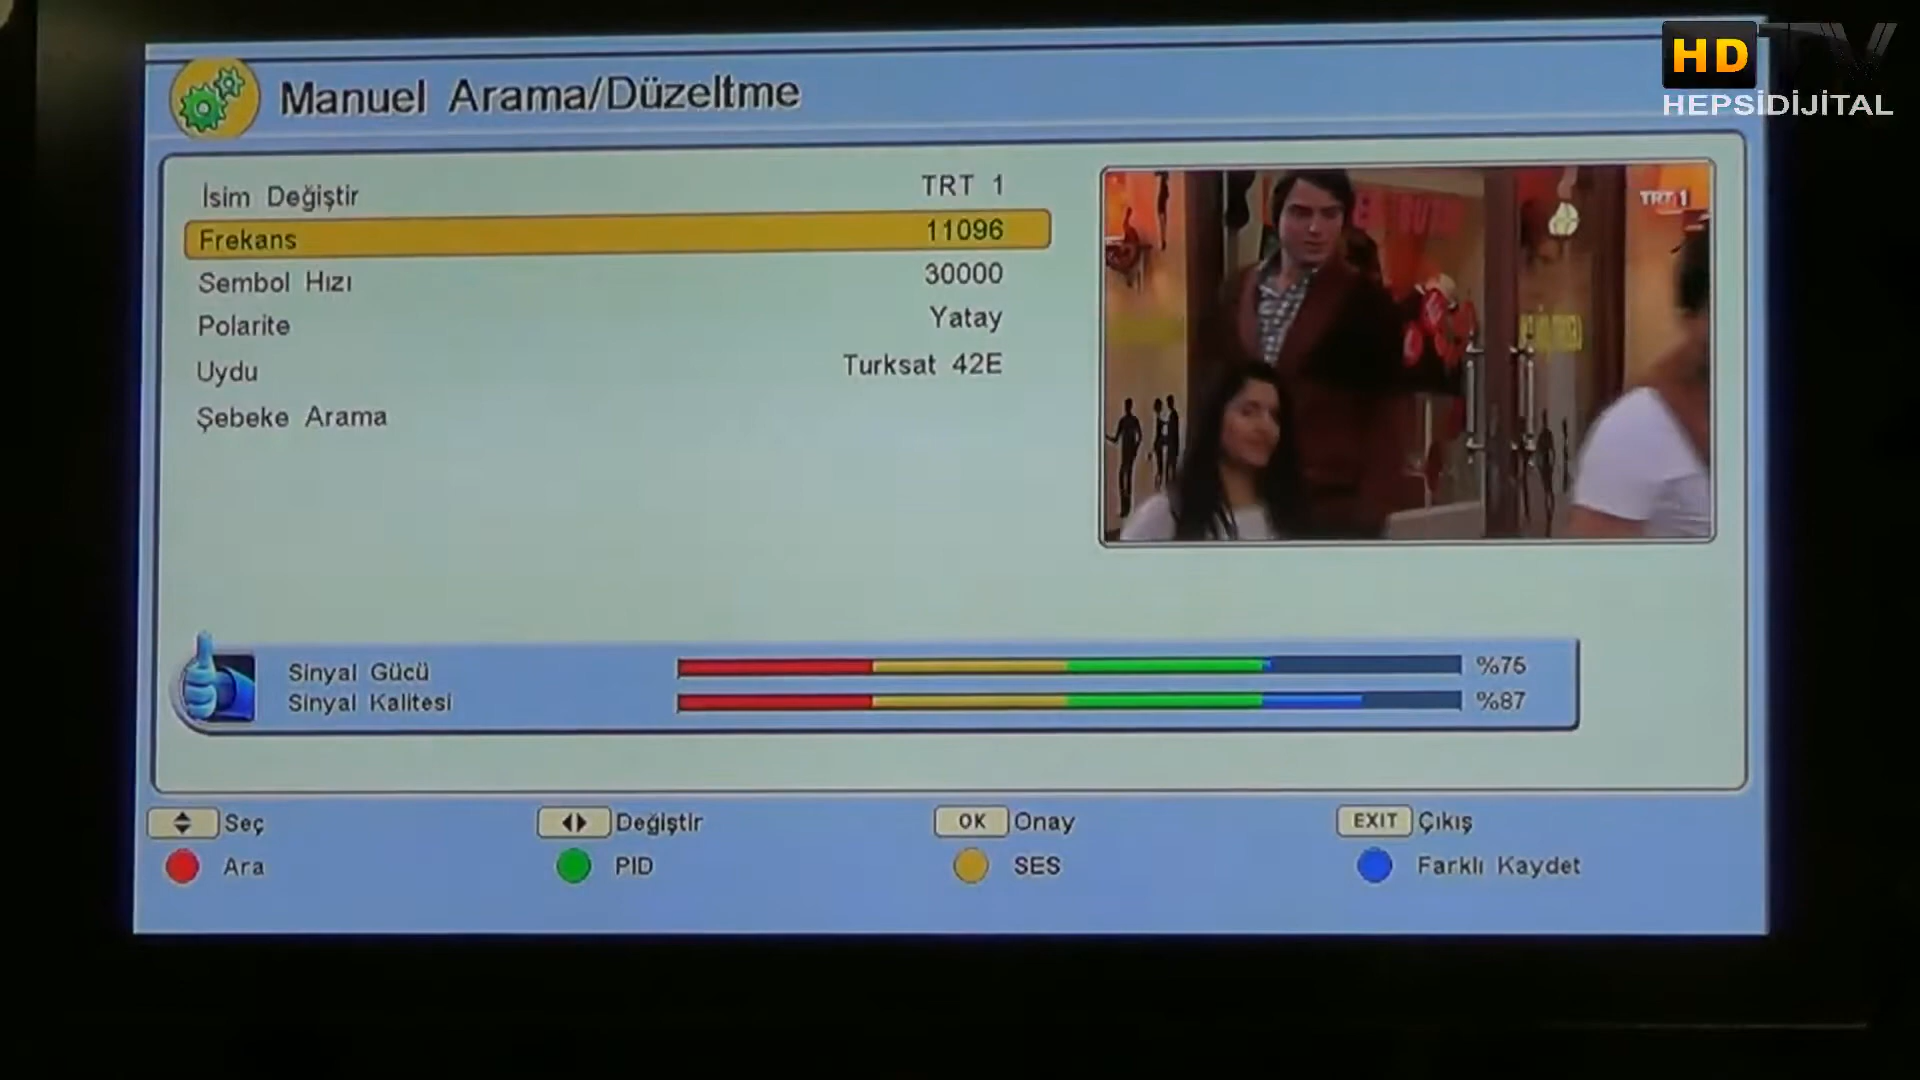 Manuel Arama/Düzeltme
HD TV
HEPSİDİJİTAL
İsim Değiştir TRT 1
Frekans 11096
Sembol Hızı 30000
Polarite Yatay
Uydu Turksat 42E
Şebeke Arama
TRT 1
Sinyal Gücü %75
Sinyal Kalitesi %87
Seç Değiştir OK Onay EXIT Çıkış
Ara PID SES Farklı Kaydet